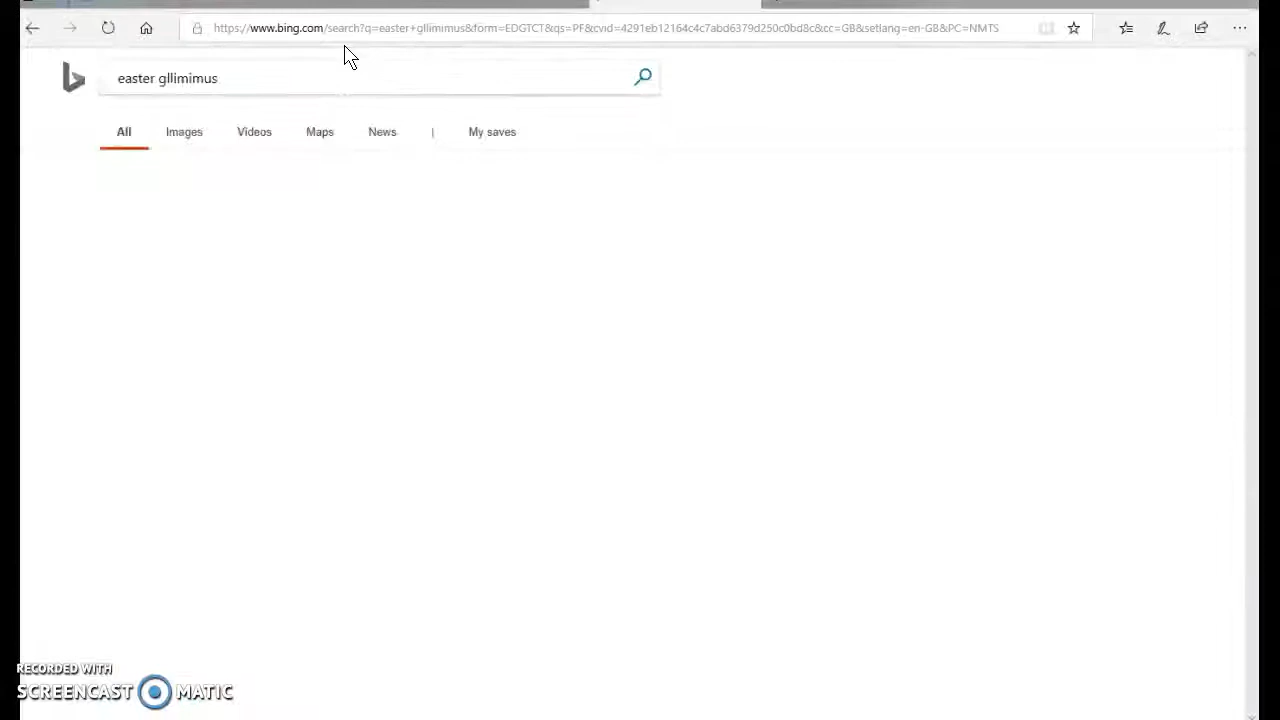 https://www.bing.com/search?q=easter+gllimimus&form=EDGTCT&qs=PF&cvid=4291eb12164c4c7abd6379d250c0bd8c&cc=GB&setlang=en-GB&PC=NMTS
easter gllimimus
All Images Videos Maps News | My saves
RECORDED WITH
SCREENCAST MATIC